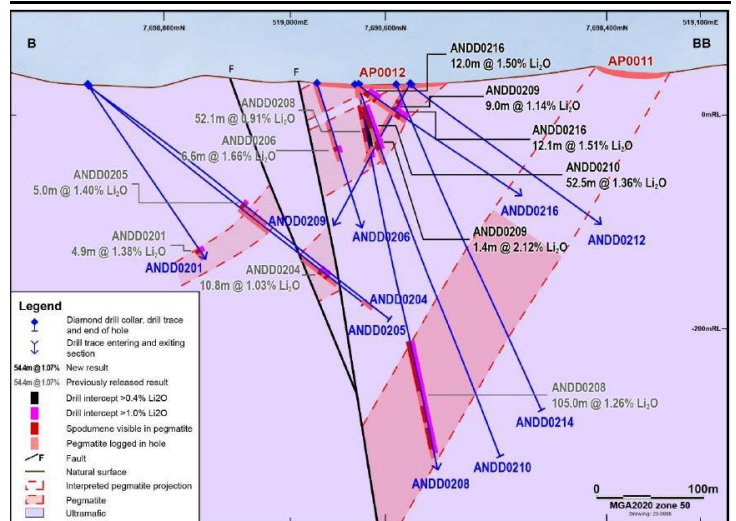 7,698,800mN
519,000mE
7,698,600mN
7,698,400mN
519,100mE
B
BB
F
F
AP0012
AP0011
ANDD0216
12.0m @ 1.50% Li₂O
ANDD0209
9.0m @ 1.14% Li₂O
ANDD0208
52.1m @ 0.91% Li₂O
0mRL
ANDD0216
12.1m @ 1.51% Li₂O
ANDD0206
6.6m @ 1.66% Li₂O
ANDD0210
52.5m @ 1.36% Li₂O
ANDD0205
5.0m @ 1.40% Li₂O
ANDD0216
ANDD0209
ANDD0206
ANDD0209
1.4m @ 2.12% Li₂O
ANDD0212
ANDD0201
4.9m @ 1.38% Li₂O
ANDD0201
ANDD0204
10.8m @ 1.03% Li₂O
ANDD0204
ANDD0205
-200mRL
ANDD0208
105.0m @ 1.26% Li₂O
ANDD0214
ANDD0210
ANDD0208
Legend
Diamond drill collar, drill trace
and end of hole
Drill trace entering and exiting
section
54.4m @ 1.07% New result
54.4m @ 1.07% Previously released result
Drill intercept >0.4% Li2O
Drill intercept >1.0% Li2O
Spodumene visible in pegmatite
Pegmatite logged in hole
F Fault
Natural surface
Interpreted pegmatite projection
Pegmatite
Ultramafic
0 100m
MGA2020 zone 50